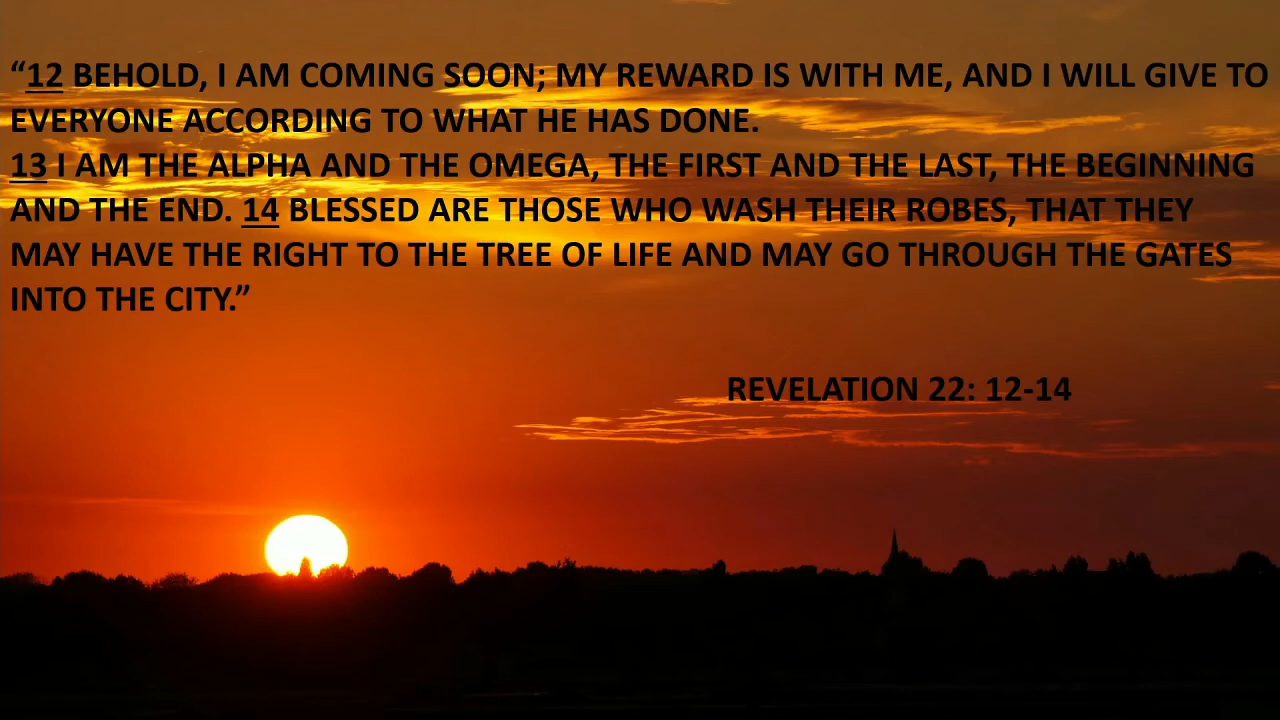 “12 BEHOLD, I AM COMING SOON; MY REWARD IS WITH ME, AND I WILL GIVE TO
EVERYONE ACCORDING TO WHAT HE HAS DONE.
13 I AM THE ALPHA AND THE OMEGA, THE FIRST AND THE LAST, THE BEGINNING
AND THE END. 14 BLESSED ARE THOSE WHO WASH THEIR ROBES, THAT THEY
MAY HAVE THE RIGHT TO THE TREE OF LIFE AND MAY GO THROUGH THE GATES
INTO THE CITY.”
REVELATION 22: 12-14